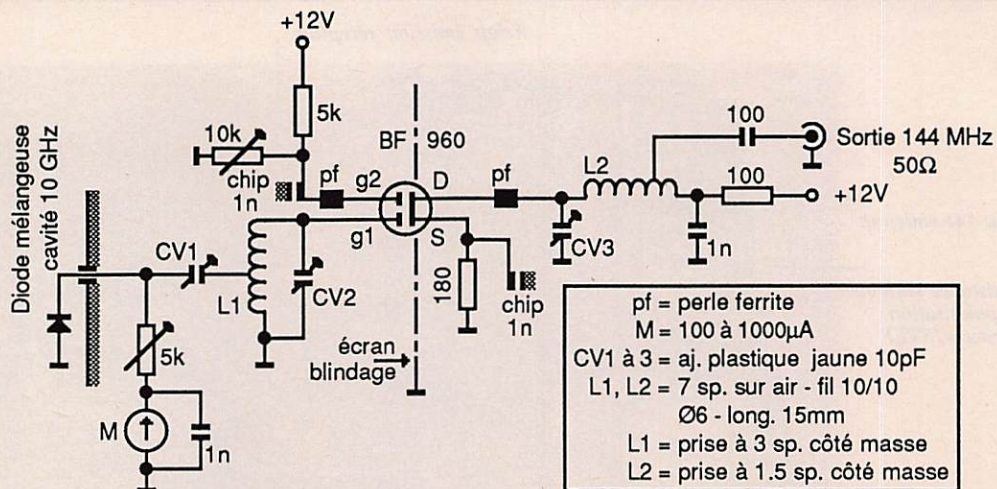 +12V
5k
10k
chip
1n
pf
g2
g1
BF 960
D
S
pf
L2
100
Sortie 144 MHz
50Ω
100
+12V
1n
CV3
180
chip
1n
Diode mélangeuse
cavité 10 GHz
CV1
L1
CV2
5k
M
1n
écran
blindage
pf = perle ferrite
M = 100 à 1000µA
CV1 à 3 = aj. plastique jaune 10pF
L1, L2 = 7 sp. sur air - fil 10/10
Ø6 - long. 15mm
L1 = prise à 3 sp. côté masse
L2 = prise à 1.5 sp. côté masse